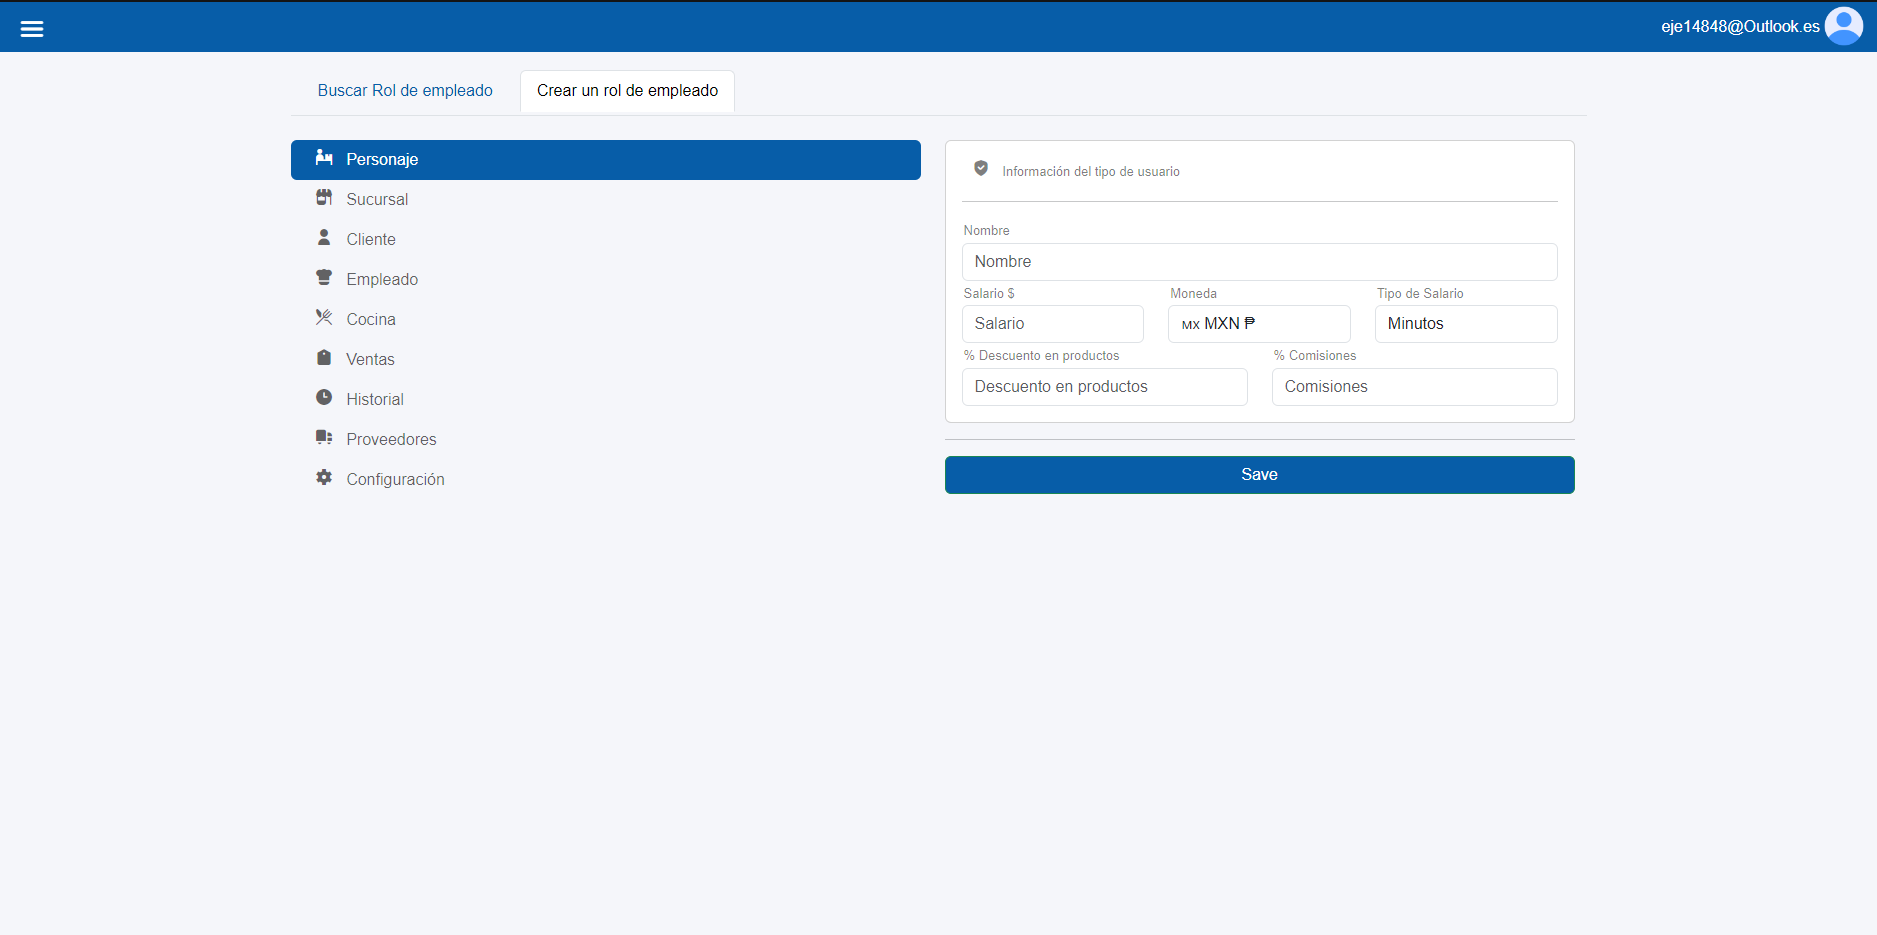 eje14848@Outlook.es
Buscar Rol de empleado
Crear un rol de empleado
Personaje
Sucursal
Cliente
Empleado
Cocina
Ventas
Historial
Proveedores
Configuración
Información del tipo de usuario
Nombre
Nombre
Salario $ Moneda Tipo de Salario
Salario MX MXN ₱ Minutos
% Descuento en productos % Comisiones
Descuento en productos Comisiones
Save